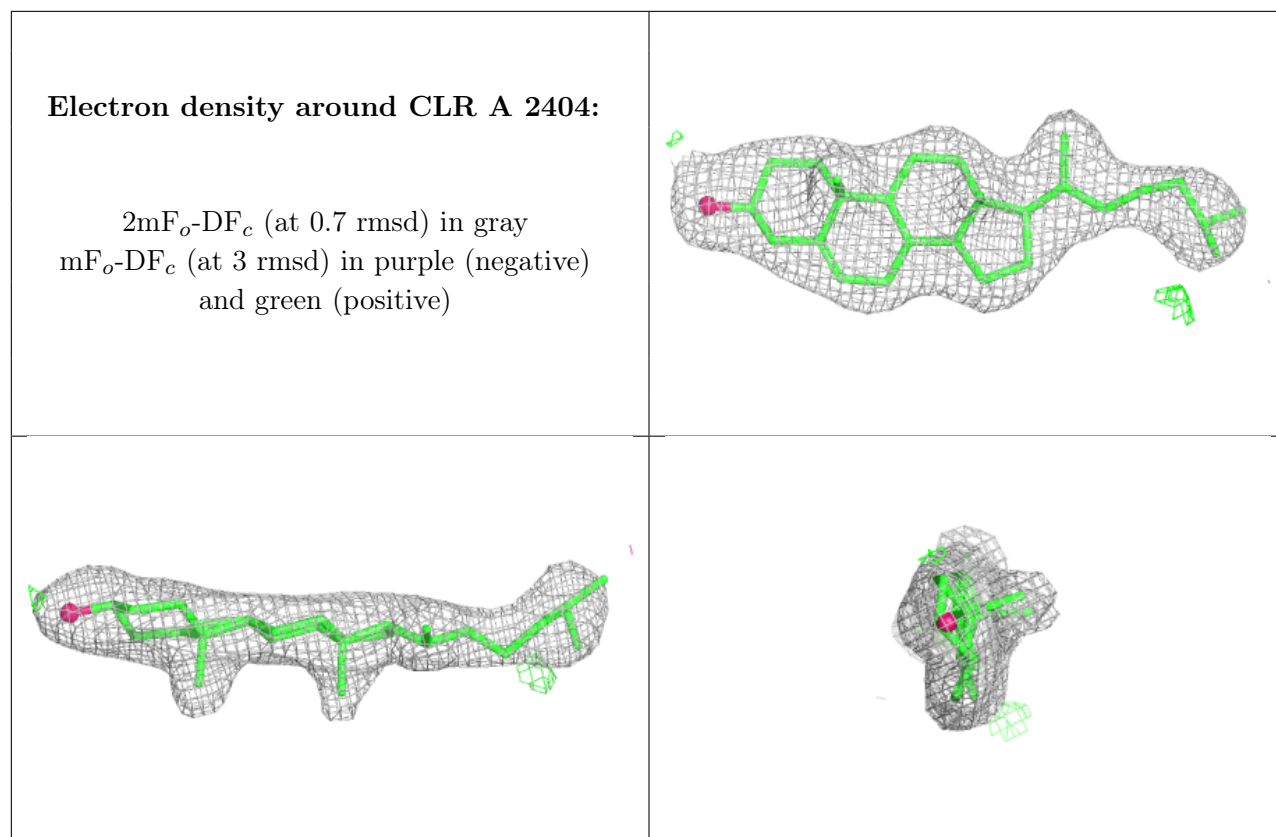 Electron density around CLR A 2404:
2mFo-DFc (at 0.7 rmsd) in gray
mFo-DFc (at 3 rmsd) in purple (negative)
and green (positive)